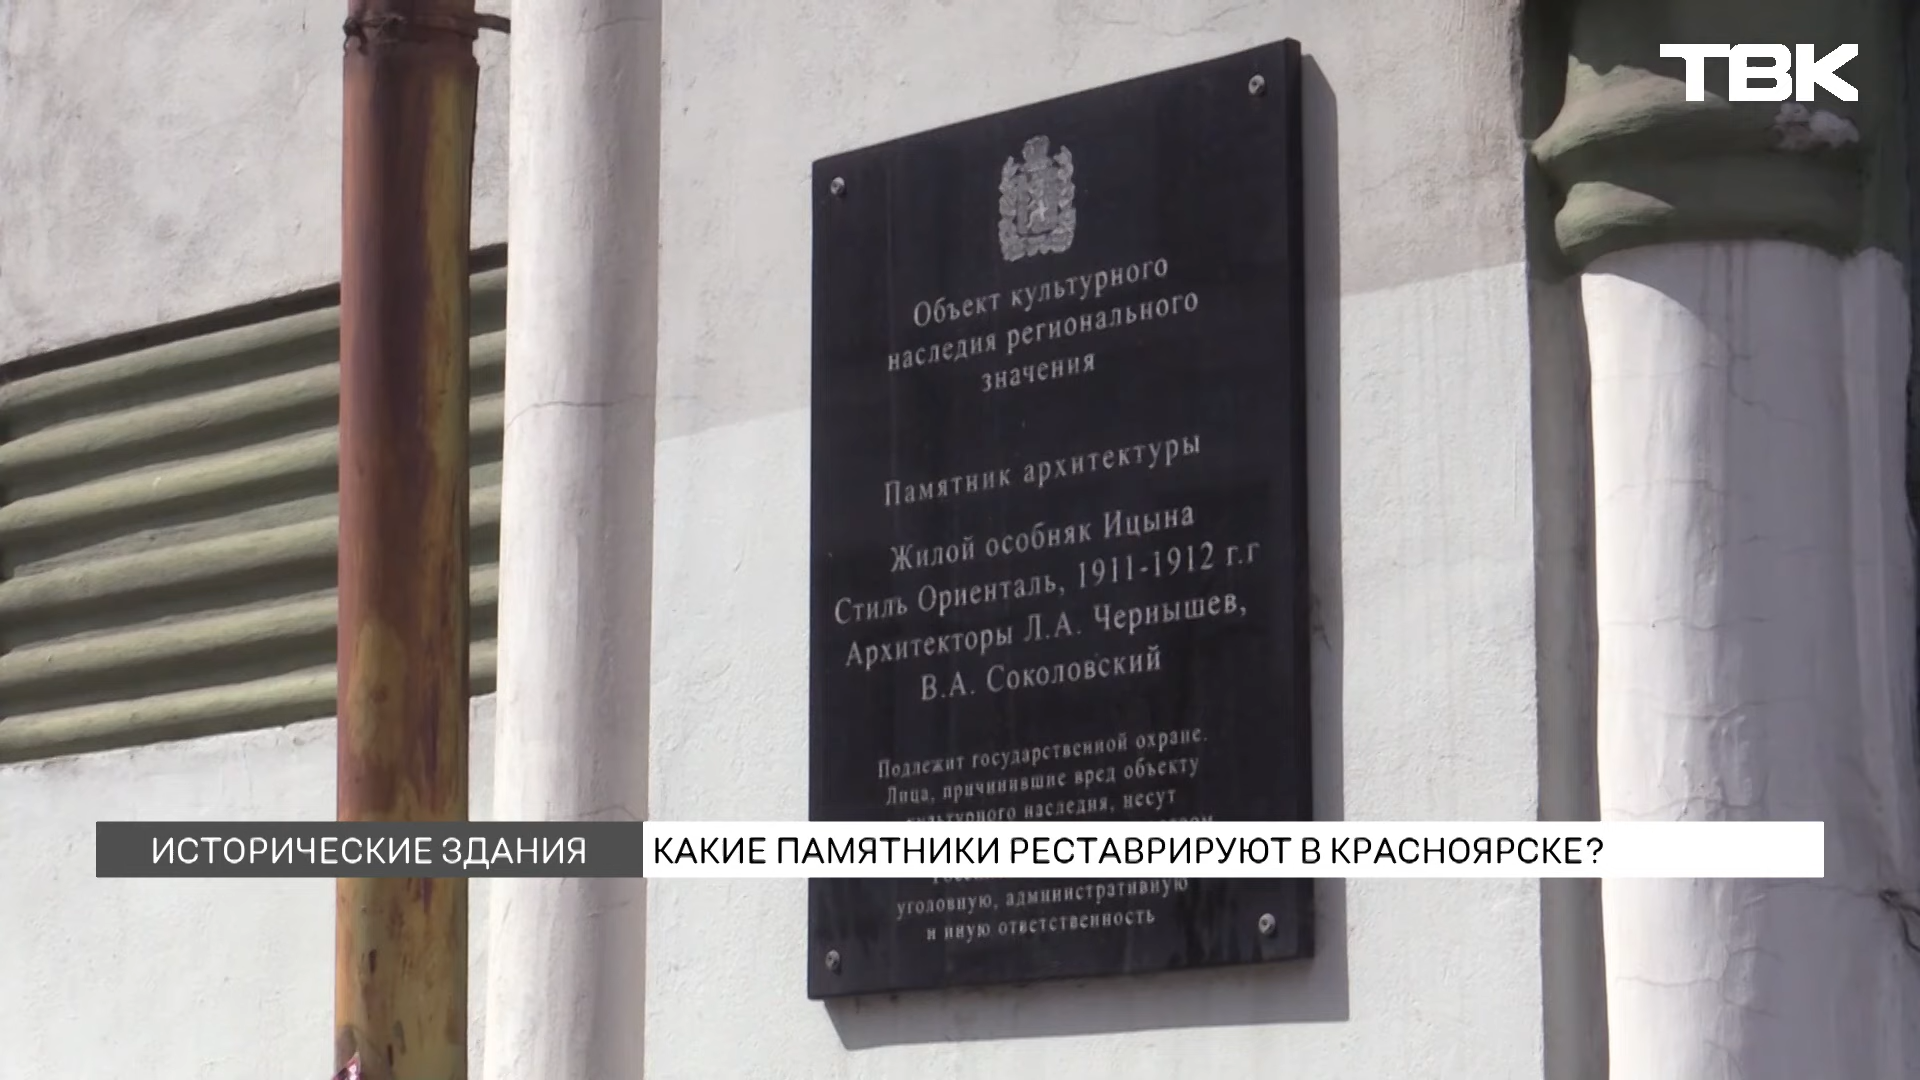 ТВК
Объект культурного
наследия регионального
значения
Памятник архитектуры
Жилой особняк Ицына
Стиль Ориенталь, 1911-1912 г.г
Архитекторы Л.А. Чернышев,
В.А. Соколовский
Подлежит государственной охране.
Лица, причинившие вред объекту
культурного наследия, несут
ИСТОРИЧЕСКИЕ ЗДАНИЯ
КАКИЕ ПАМЯТНИКИ РЕСТАВРИРУЮТ В КРАСНОЯРСКЕ?
уголовную, административную
и иную ответственность